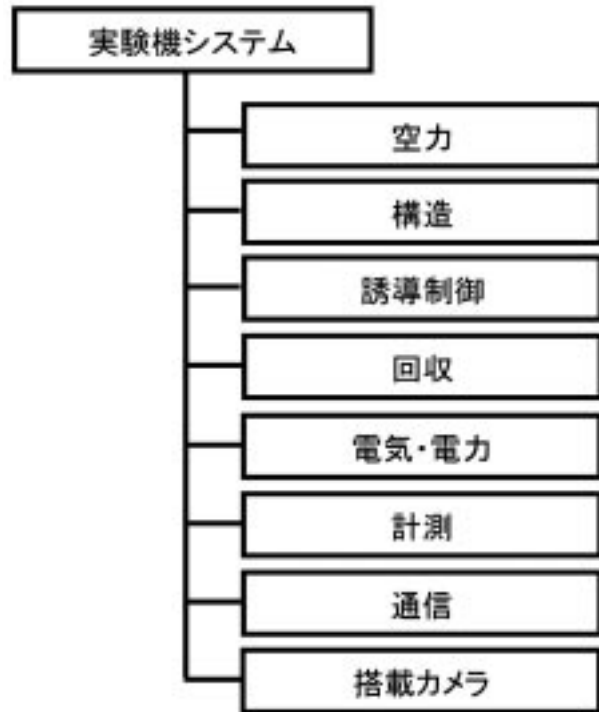 実験機システム
空力
構造
誘導制御
回収
電気・電力
計測
通信
搭載カメラ